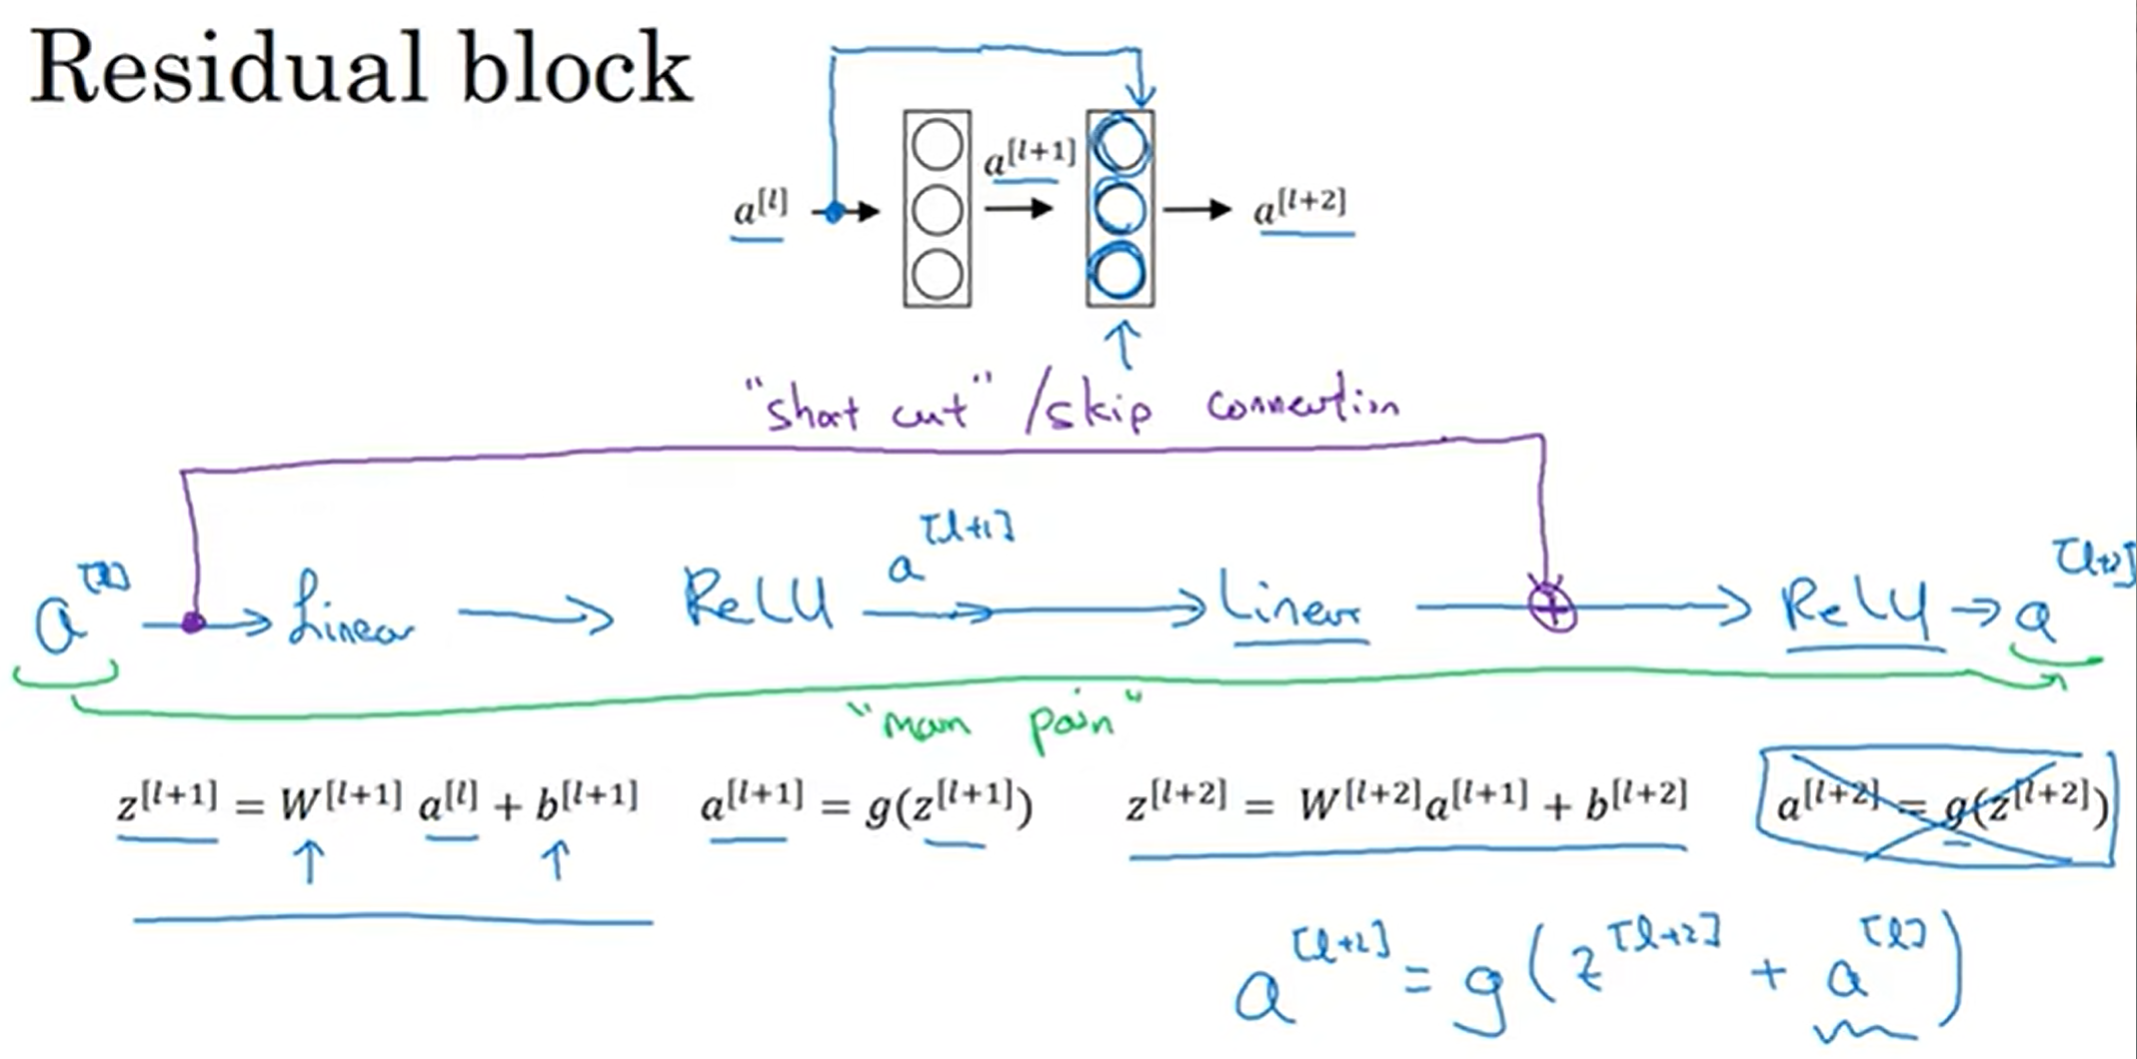 Residual block
a^[l] a^[l+1] a^[l+2]
"short cut" / skip connection
a^[l] → Linear → ReLU a^[l+1] → Linear ⊕ → ReLU → a^[l+2]
"main path"
z^[l+1] = W^[l+1] a^[l] + b^[l+1] a^[l+1] = g(z^[l+1]) z^[l+2] = W^[l+2] a^[l+1] + b^[l+2] a^[l+2] = g(z^[l+2])
a^[l+2] = g(z^[l+2] + a^[l])